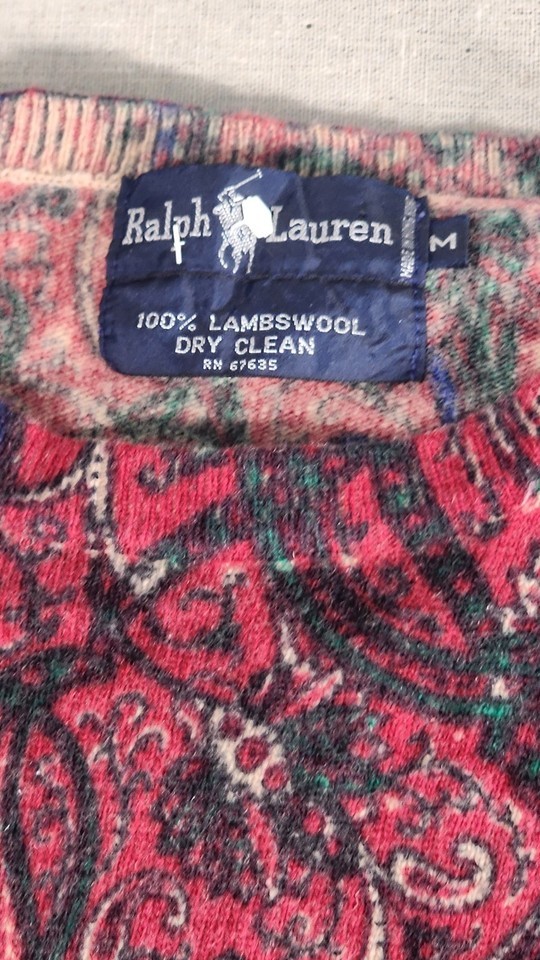 Ralph Lauren
M
100% LAMBSWOOL
DRY CLEAN
RN 67635